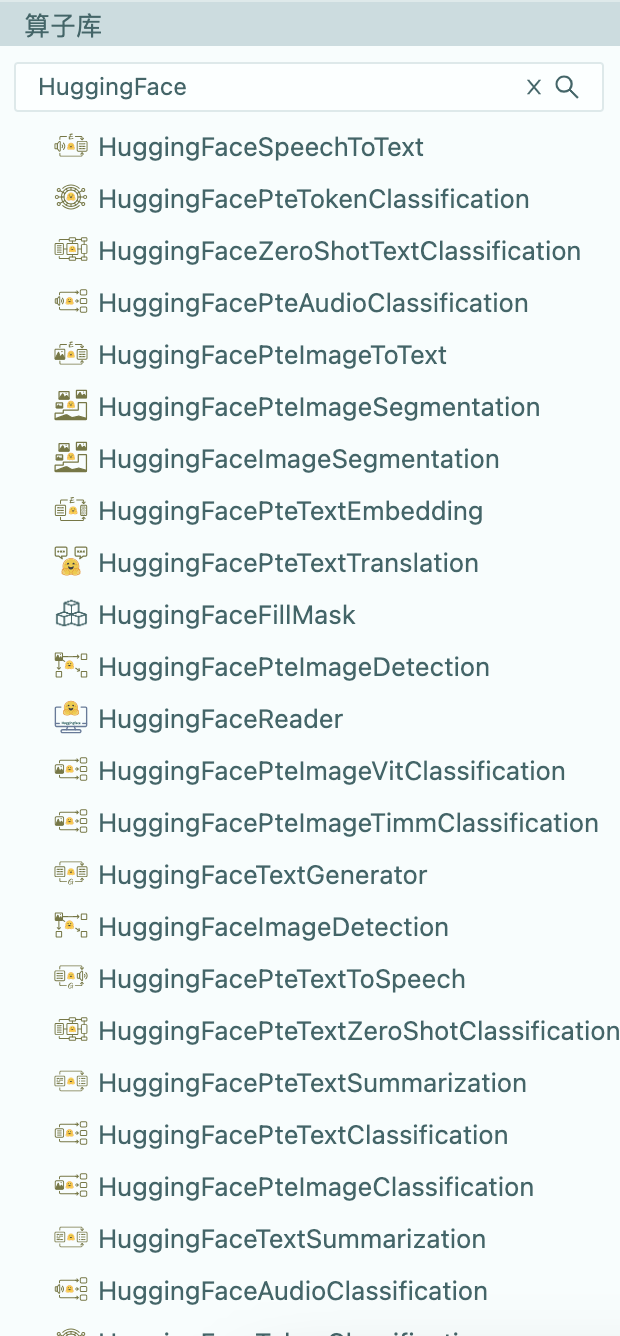 算子库
HuggingFace X
HuggingFaceSpeechToText
HuggingFacePteTokenClassification
HuggingFaceZeroShotTextClassification
HuggingFacePteAudioClassification
HuggingFacePteImageToText
HuggingFacePteImageSegmentation
HuggingFaceImageSegmentation
HuggingFacePteTextEmbedding
HuggingFacePteTextTranslation
HuggingFaceFillMask
HuggingFacePteImageDetection
HuggingFaceReader
HuggingFacePteImageVitClassification
HuggingFacePteImageTimmClassification
HuggingFaceTextGenerator
HuggingFaceImageDetection
HuggingFacePteTextToSpeech
HuggingFacePteTextZeroShotClassification
HuggingFacePteTextSummarization
HuggingFacePteTextClassification
HuggingFacePteImageClassification
HuggingFaceTextSummarization
HuggingFaceAudioClassification